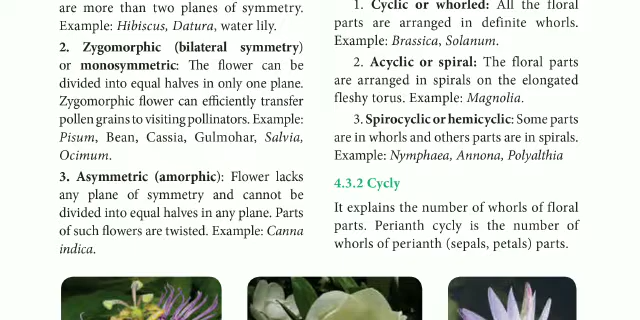 are more than two planes of symmetry.
Example: Hibiscus, Datura, water lily.
2. Zygomorphic (bilateral symmetry)
or monosymmetric: The flower can be
divided into equal halves in only one plane.
Zygomorphic flower can efficiently transfer
pollen grains to visiting pollinators. Example:
Pisum, Bean, Cassia, Gulmohar, Salvia,
Ocimum.
3. Asymmetric (amorphic): Flower lacks
any plane of symmetry and cannot be
divided into equal halves in any plane. Parts
of such flowers are twisted. Example: Canna
indica.
1. Cyclic or whorled: All the floral
parts are arranged in definite whorls.
Example: Brassica, Solanum.
2. Acyclic or spiral: The floral parts
are arranged in spirals on the elongated
fleshy torus. Example: Magnolia.
3. Spirocyclic or hemicyclic: Some parts
are in whorls and others parts are in spirals.
Example: Nymphaea, Annona, Polyalthia
4.3.2 Cycly
It explains the number of whorls of floral
parts. Perianth cycly is the number of
whorls of perianth (sepals, petals) parts.